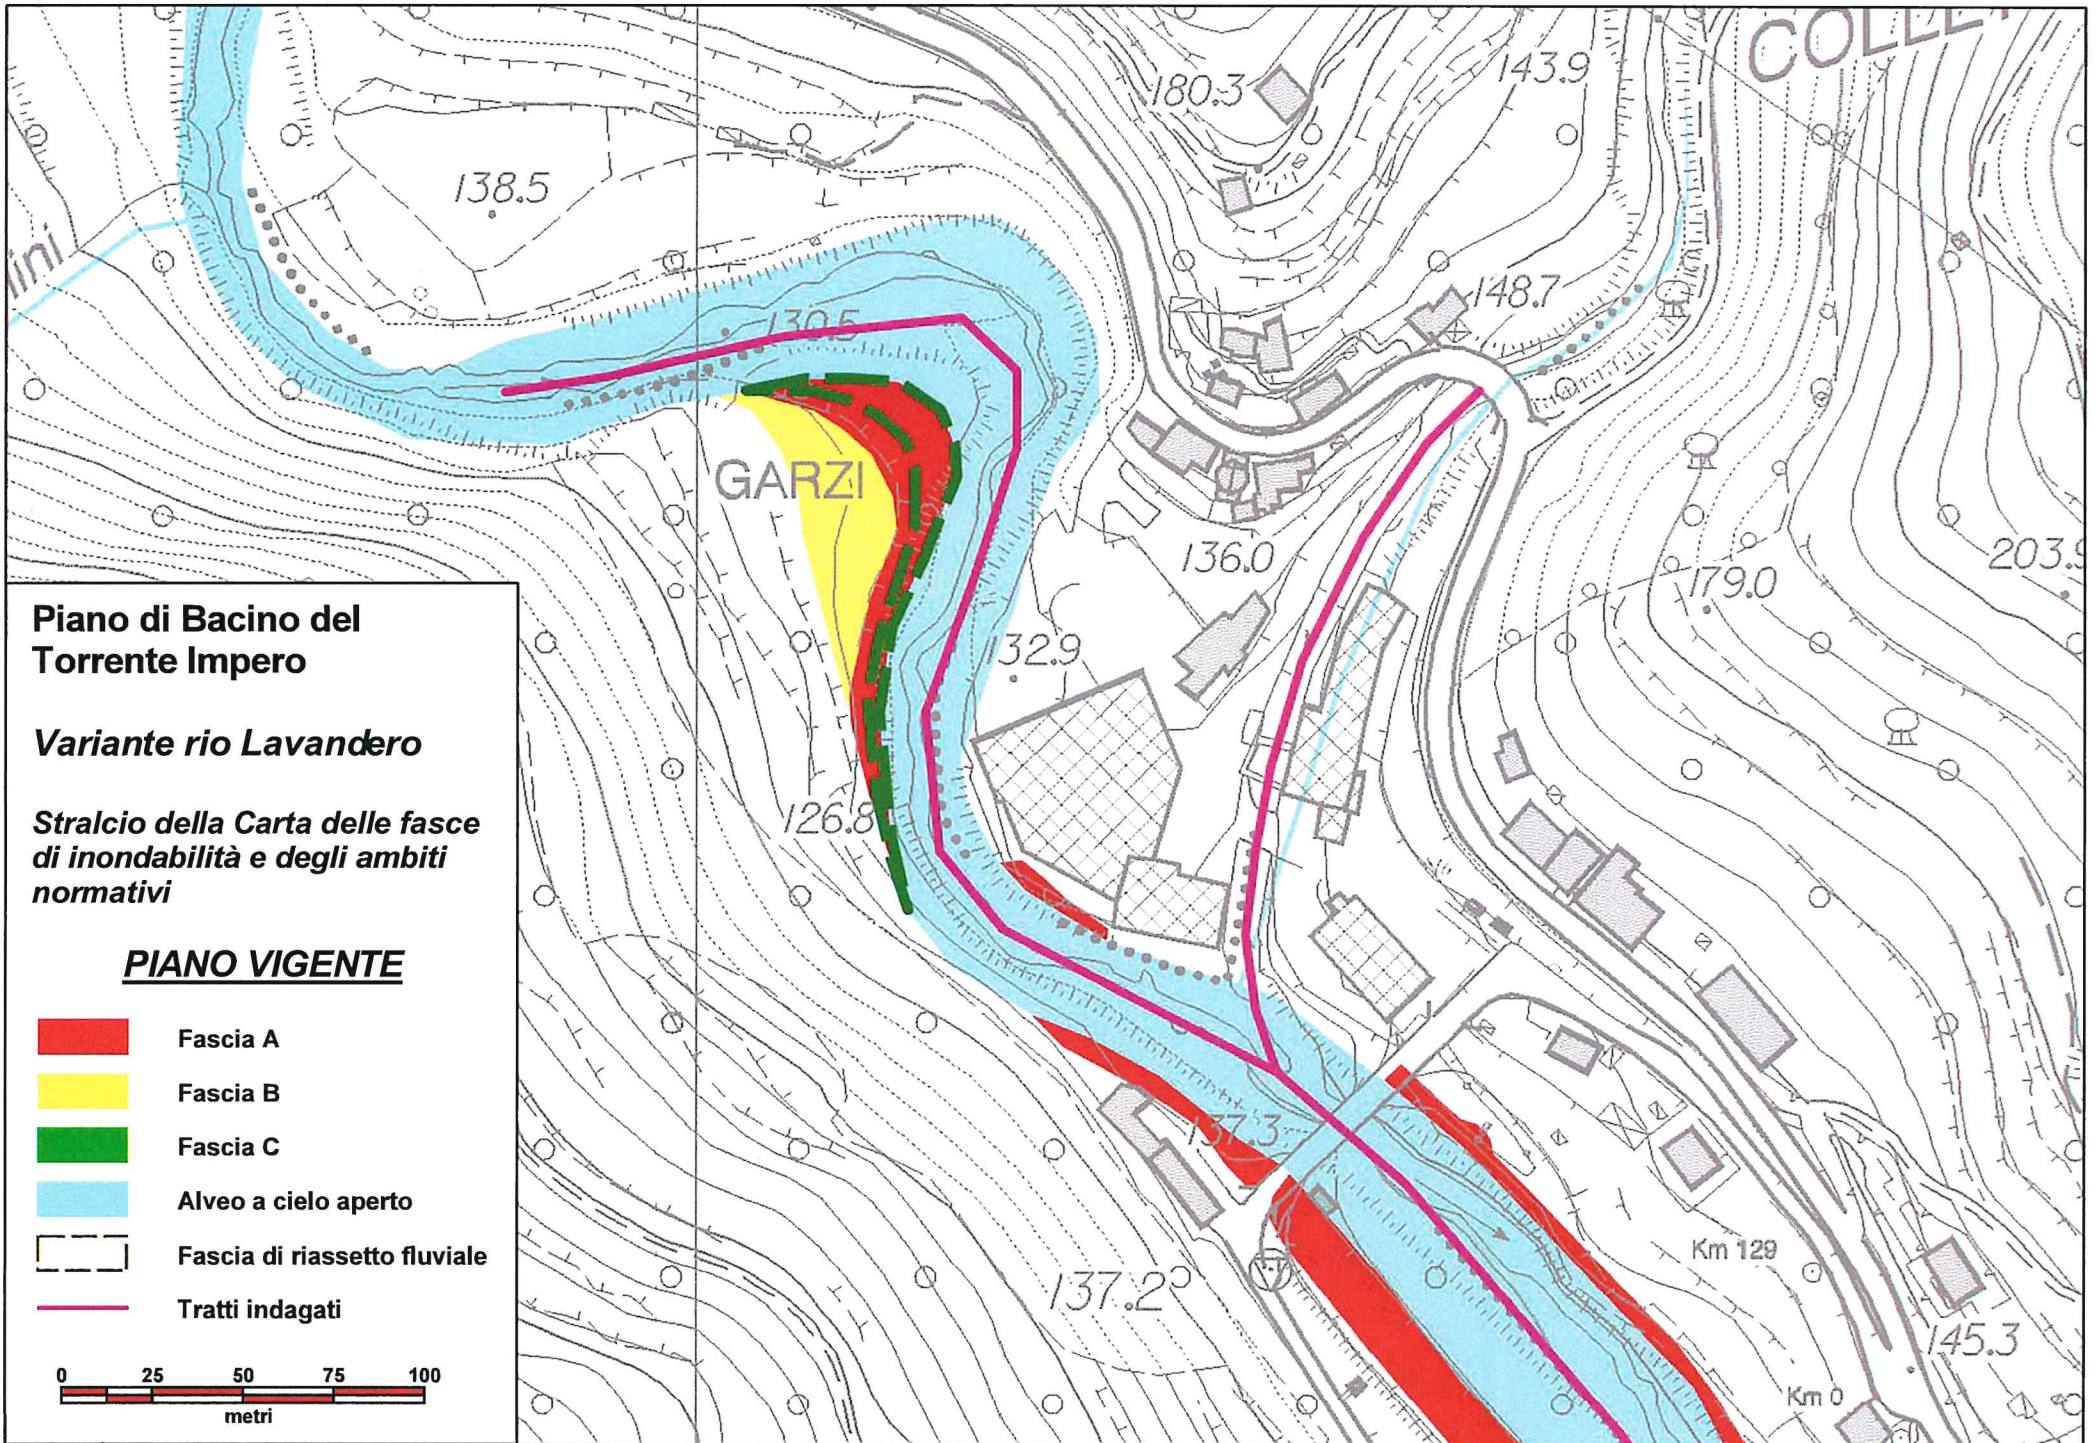 COLLE
180.3
143.9
138.5
lini
148.7
130.5
GARZI
136.0
203.9
179.0
32.9
126.8
137.3
137.2
Km 129
145.3
Km 0
Piano di Bacino del
Torrente Impero
Variante rio Lavandero
Stralcio della Carta delle fasce
di inondabilità e degli ambiti
normativi
PIANO VIGENTE
Fascia A
Fascia B
Fascia C
Alveo a cielo aperto
Fascia di riassetto fluviale
Tratti indagati
0 25 50 75 100
metri